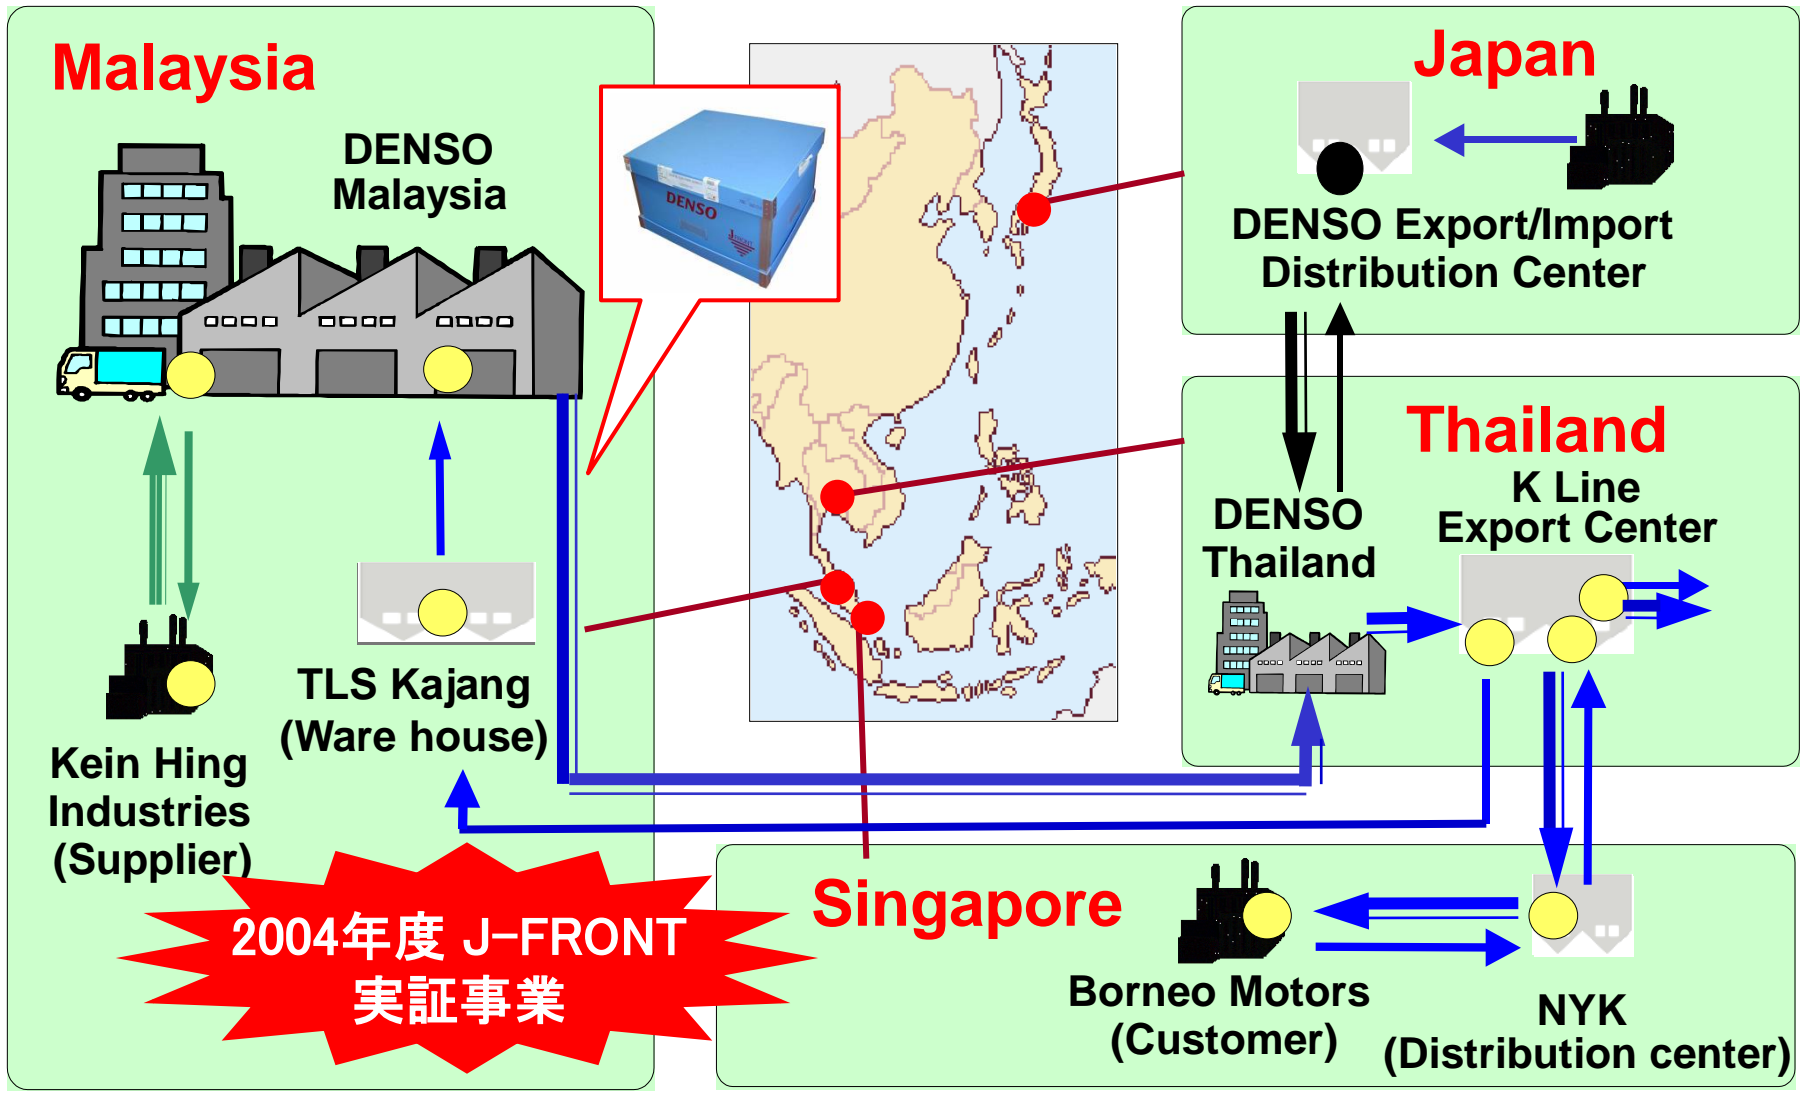 Malaysia
DENSO
Malaysia
DENSO
Japan
DENSO Export/Import
Distribution Center
Thailand
K Line
Export Center
DENSO
Thailand
TLS Kajang
(Ware house)
Kein Hing
Industries
(Supplier)
2004年度 J-FRONT
実証事業
Singapore
Borneo Motors
(Customer)
NYK
(Distribution center)